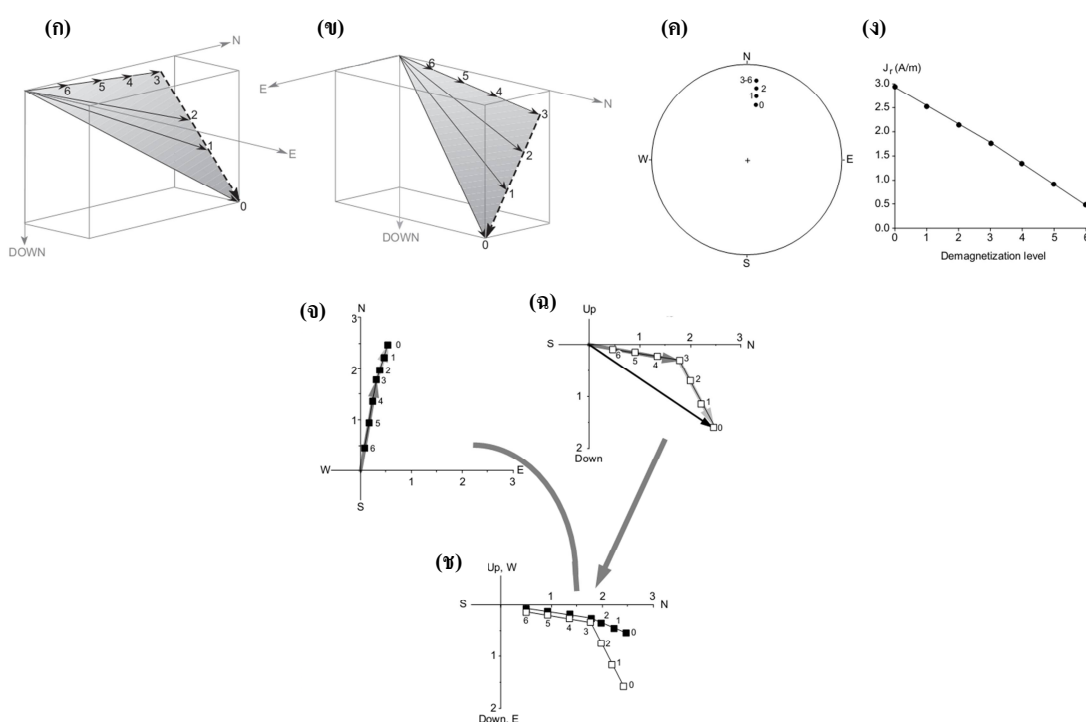 (ก)
N
6 5 4 3
2
1
E
0
DOWN
(ข)
6
5
4
E
N
3
2
1
DOWN
0
(ค)
N
3-6
2
1
0
W
E
S
(ง)
Jr (A/m)
3.0
2.5
2.0
1.5
1.0
0.5
0.0
0 1 2 3 4 5 6
Demagnetization level
(จ)
N
3
0
1
2
2
3
4
1
5
6
W
E
1 2 3
S
(ฉ)
Up
1 2 3
S
N
6 5 4 3
2
1
1
0
2
Down
(ช)
Up, W
1 2 3
S
N
6 5 4 3
2 1 0
2
1
1
0
2
Down, E